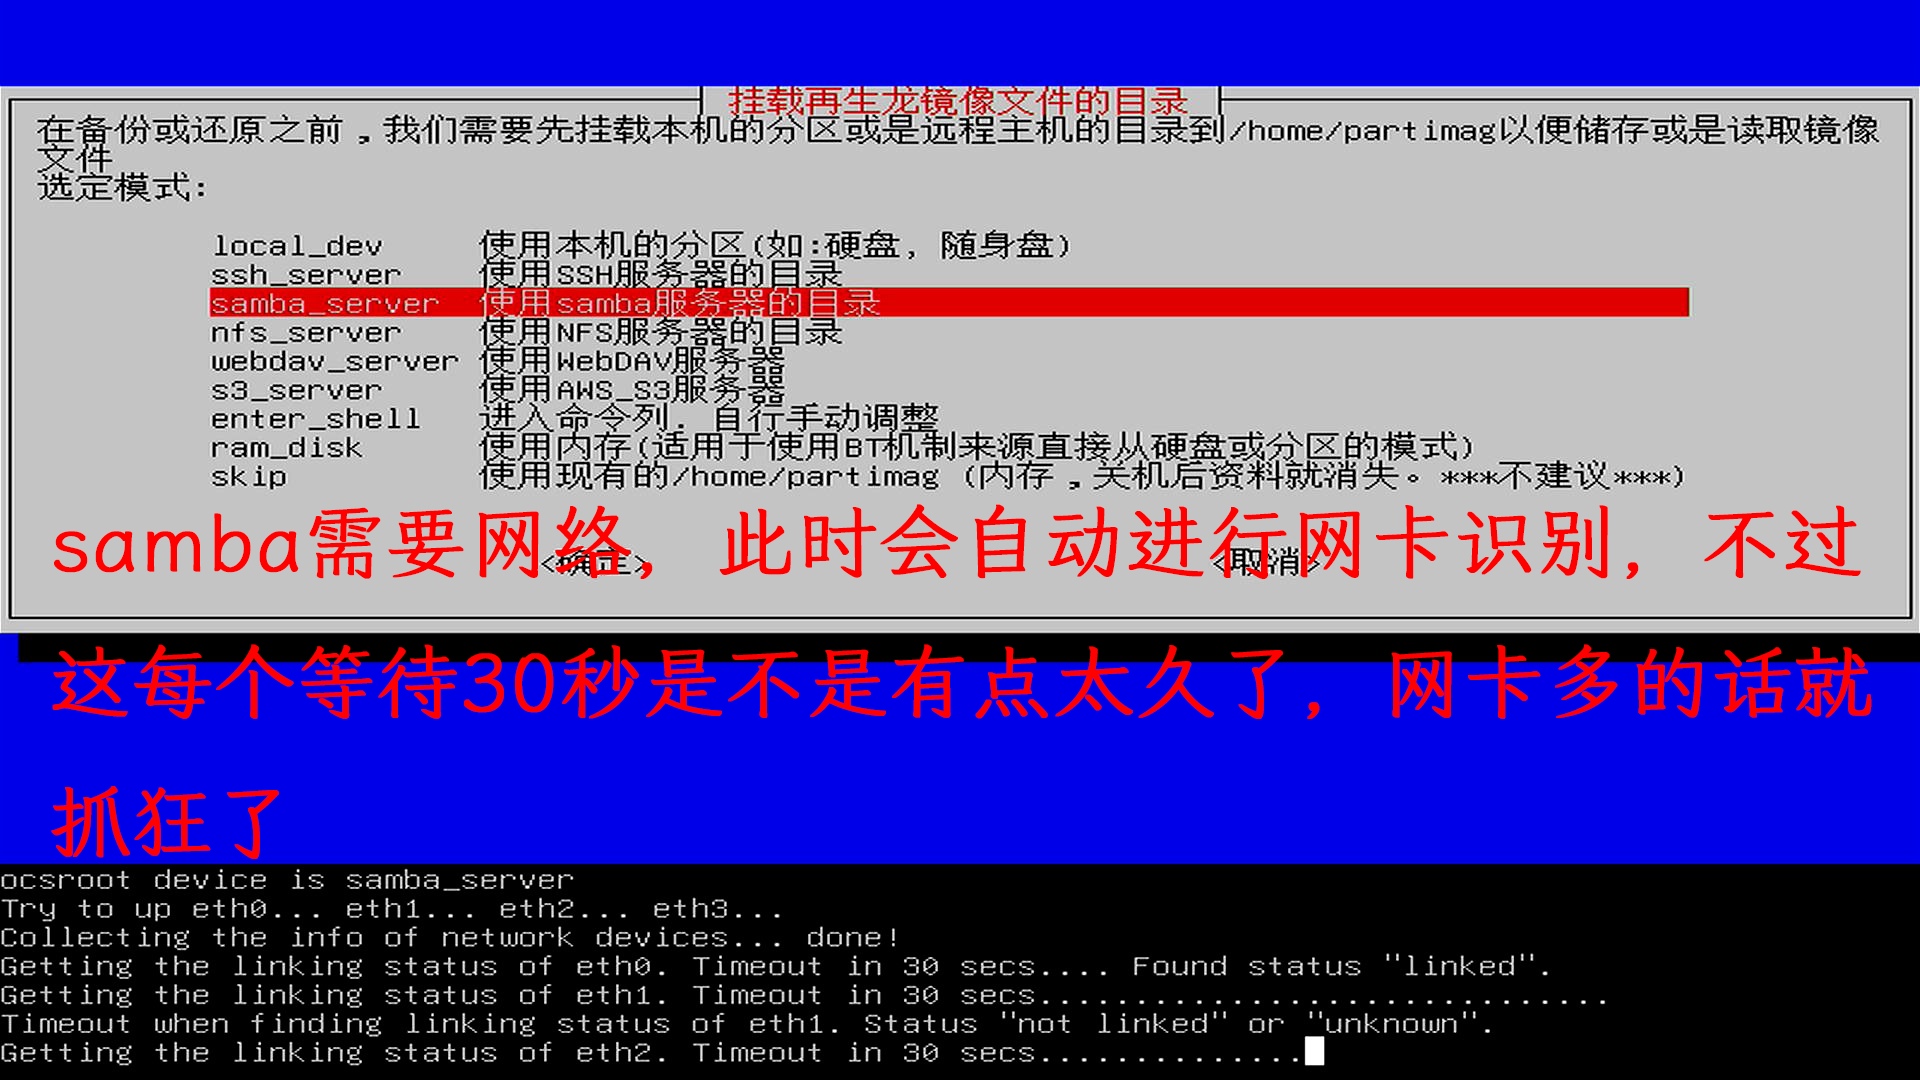 挂载再生龙镜像文件的目录
在备份或还原之前，我们需要先挂载本机的分区或是远程主机的目录到/home/partimag以便储存或是读取镜像
文件
选定模式:
local_dev 使用本机的分区(如:硬盘, 随身盘)
ssh_server 使用SSH服务器的目录
samba_server 使用samba服务器的目录
nfs_server 使用NFS服务器的目录
webdav_server 使用WebDAV服务器
s3_server 使用AWS_S3服务器
enter_shell 进入命令列. 自行手动调整
ram_disk 使用内存(适用于使用BT机制来源直接从硬盘或分区的模式)
skip 使用现有的/home/partimag (内存，关机后资料就消失。***不建议***)
<确定> <取消>
samba需要网络，此时会自动进行网卡识别，不过
这每个等待30秒是不是有点太久了，网卡多的话就
抓狂了
ocsroot device is samba_server
Try to up eth0... eth1... eth2... eth3...
Collecting the info of network devices... done!
Getting the linking status of eth0. Timeout in 30 secs.... Found status "linked".
Getting the linking status of eth1. Timeout in 30 secs..............................
Timeout when finding linking status of eth1. Status "not linked" or "unknown".
Getting the linking status of eth2. Timeout in 30 secs..............